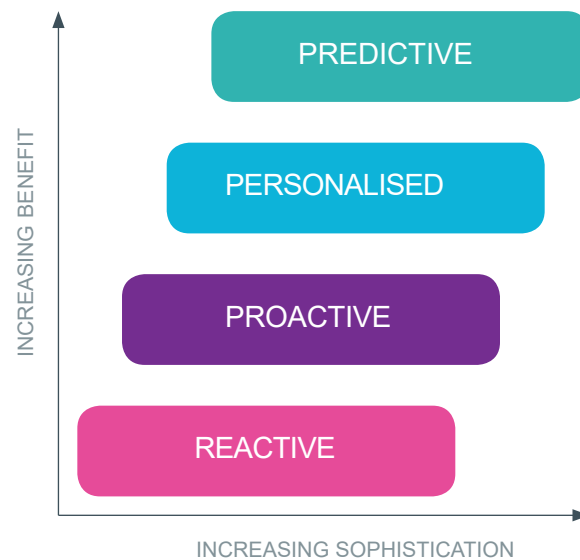 PREDICTIVE
PERSONALISED
PROACTIVE
REACTIVE
INCREASING BENEFIT
INCREASING SOPHISTICATION